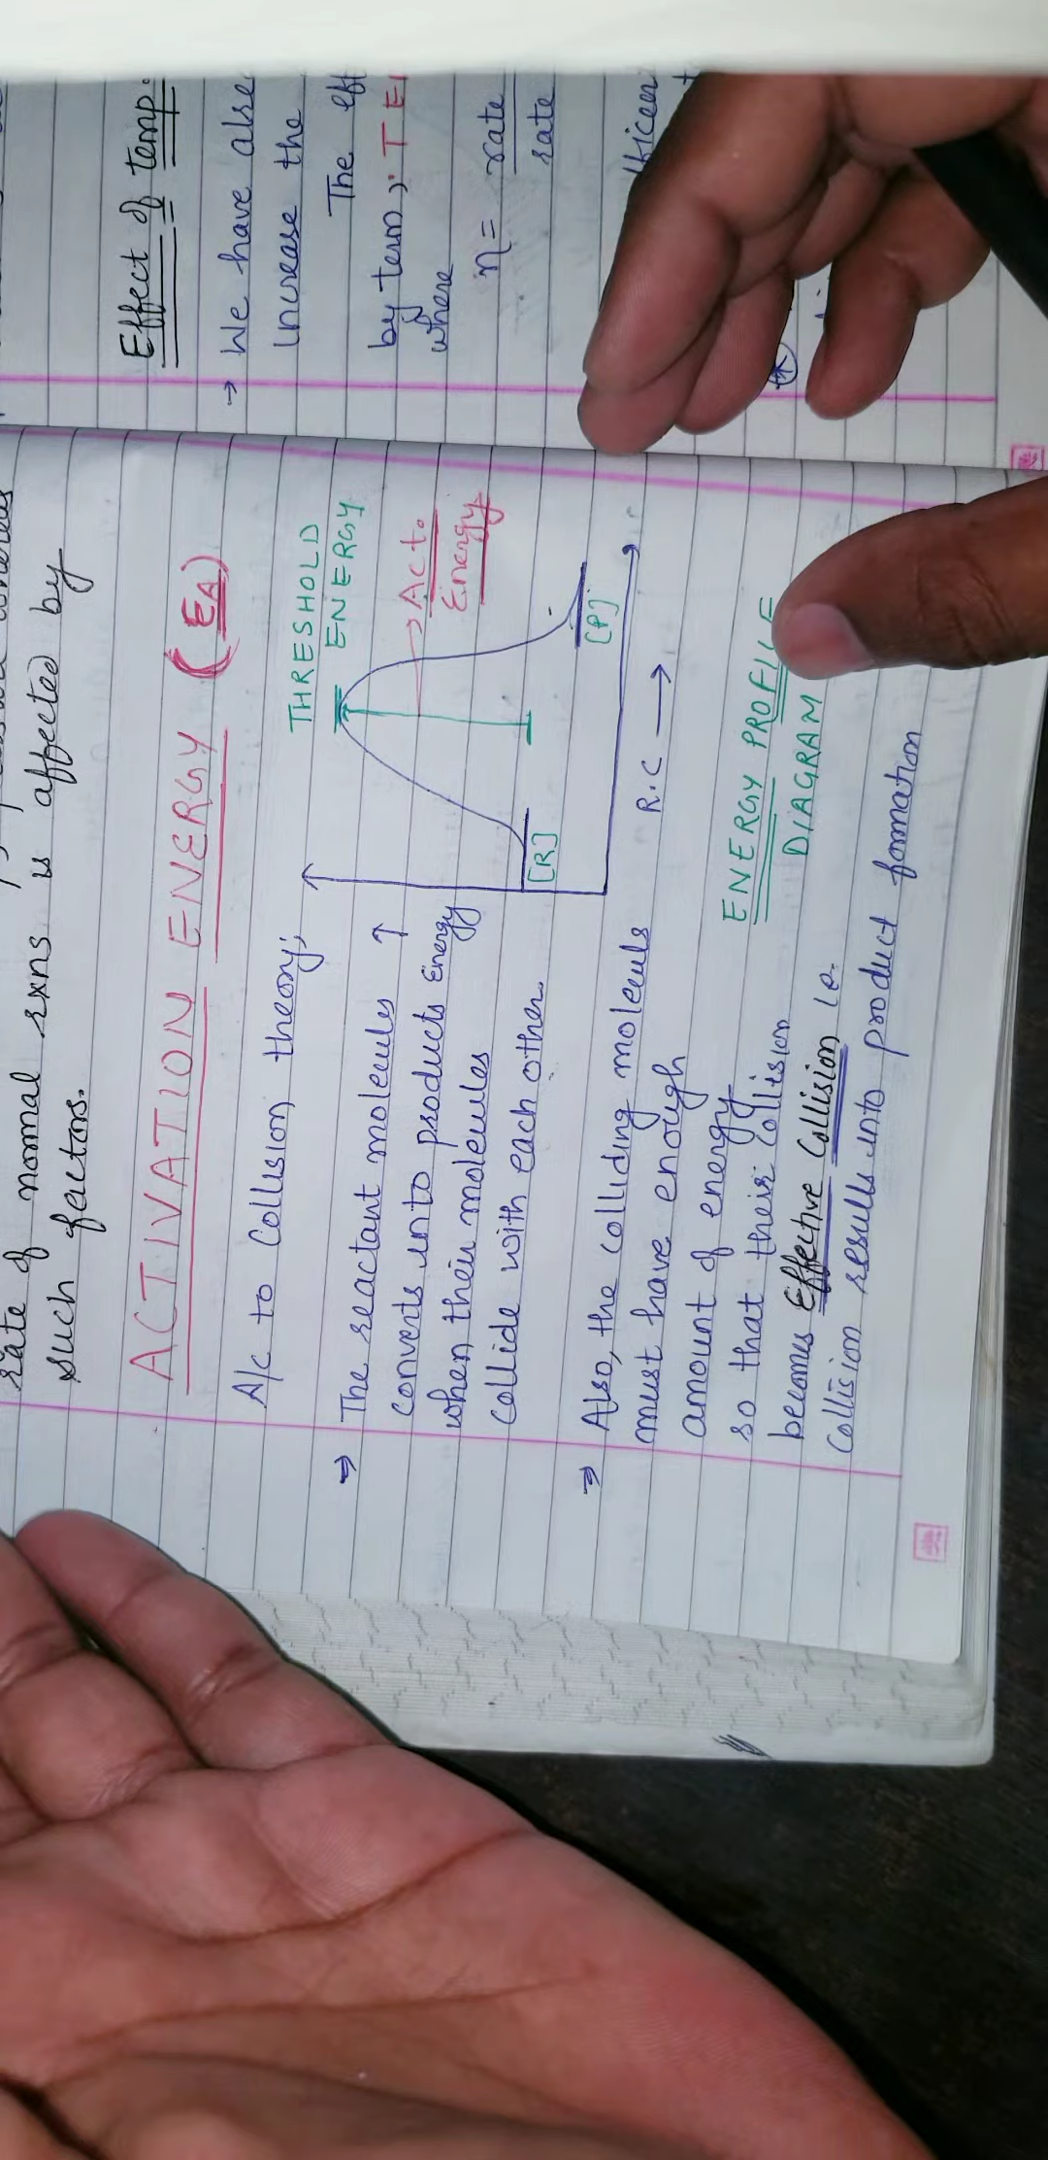 rate of normal rxns is affected by
such factors.
ACTIVATION ENERGY (EA)
A/c to Collision theory;
⇒ The reactant molecules
converts into products
when their molecules
collide with each other.
⇒ Also, the colliding moleculs
must have enough
amount of energy
so that their collision
becomes Effective Collision ie.
Collision results into product formation
Energy →
THRESHOLD
ENERGY
→ Act.
Energy
[R]
[P]
R.C →
ENERGY PROFILE
DIAGRAM
Effect of temp.
→ We have
increase the
The
by term;
where
η = rate
rate